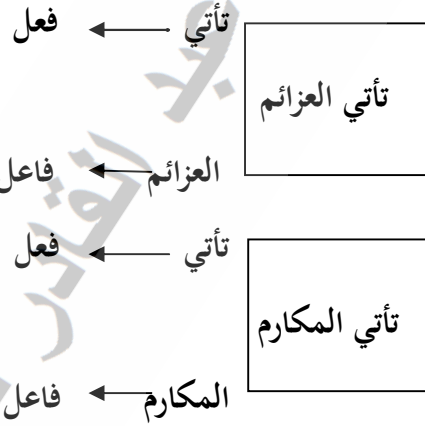 تأتي فعل
تأتي العزائم
العزائم فاعل
تأتي فعل
تأتي المكارم
المكارم فاعل